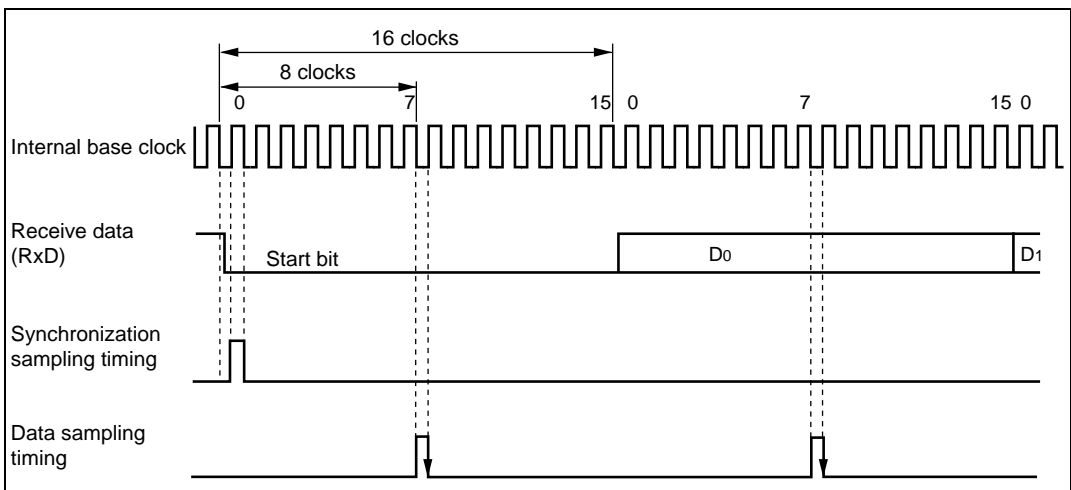 16 clocks
8 clocks
0 7 15 0 7 15 0
Internal base clock
Receive data
(RxD)
Start bit D0 D1
Synchronization
sampling timing
Data sampling
timing